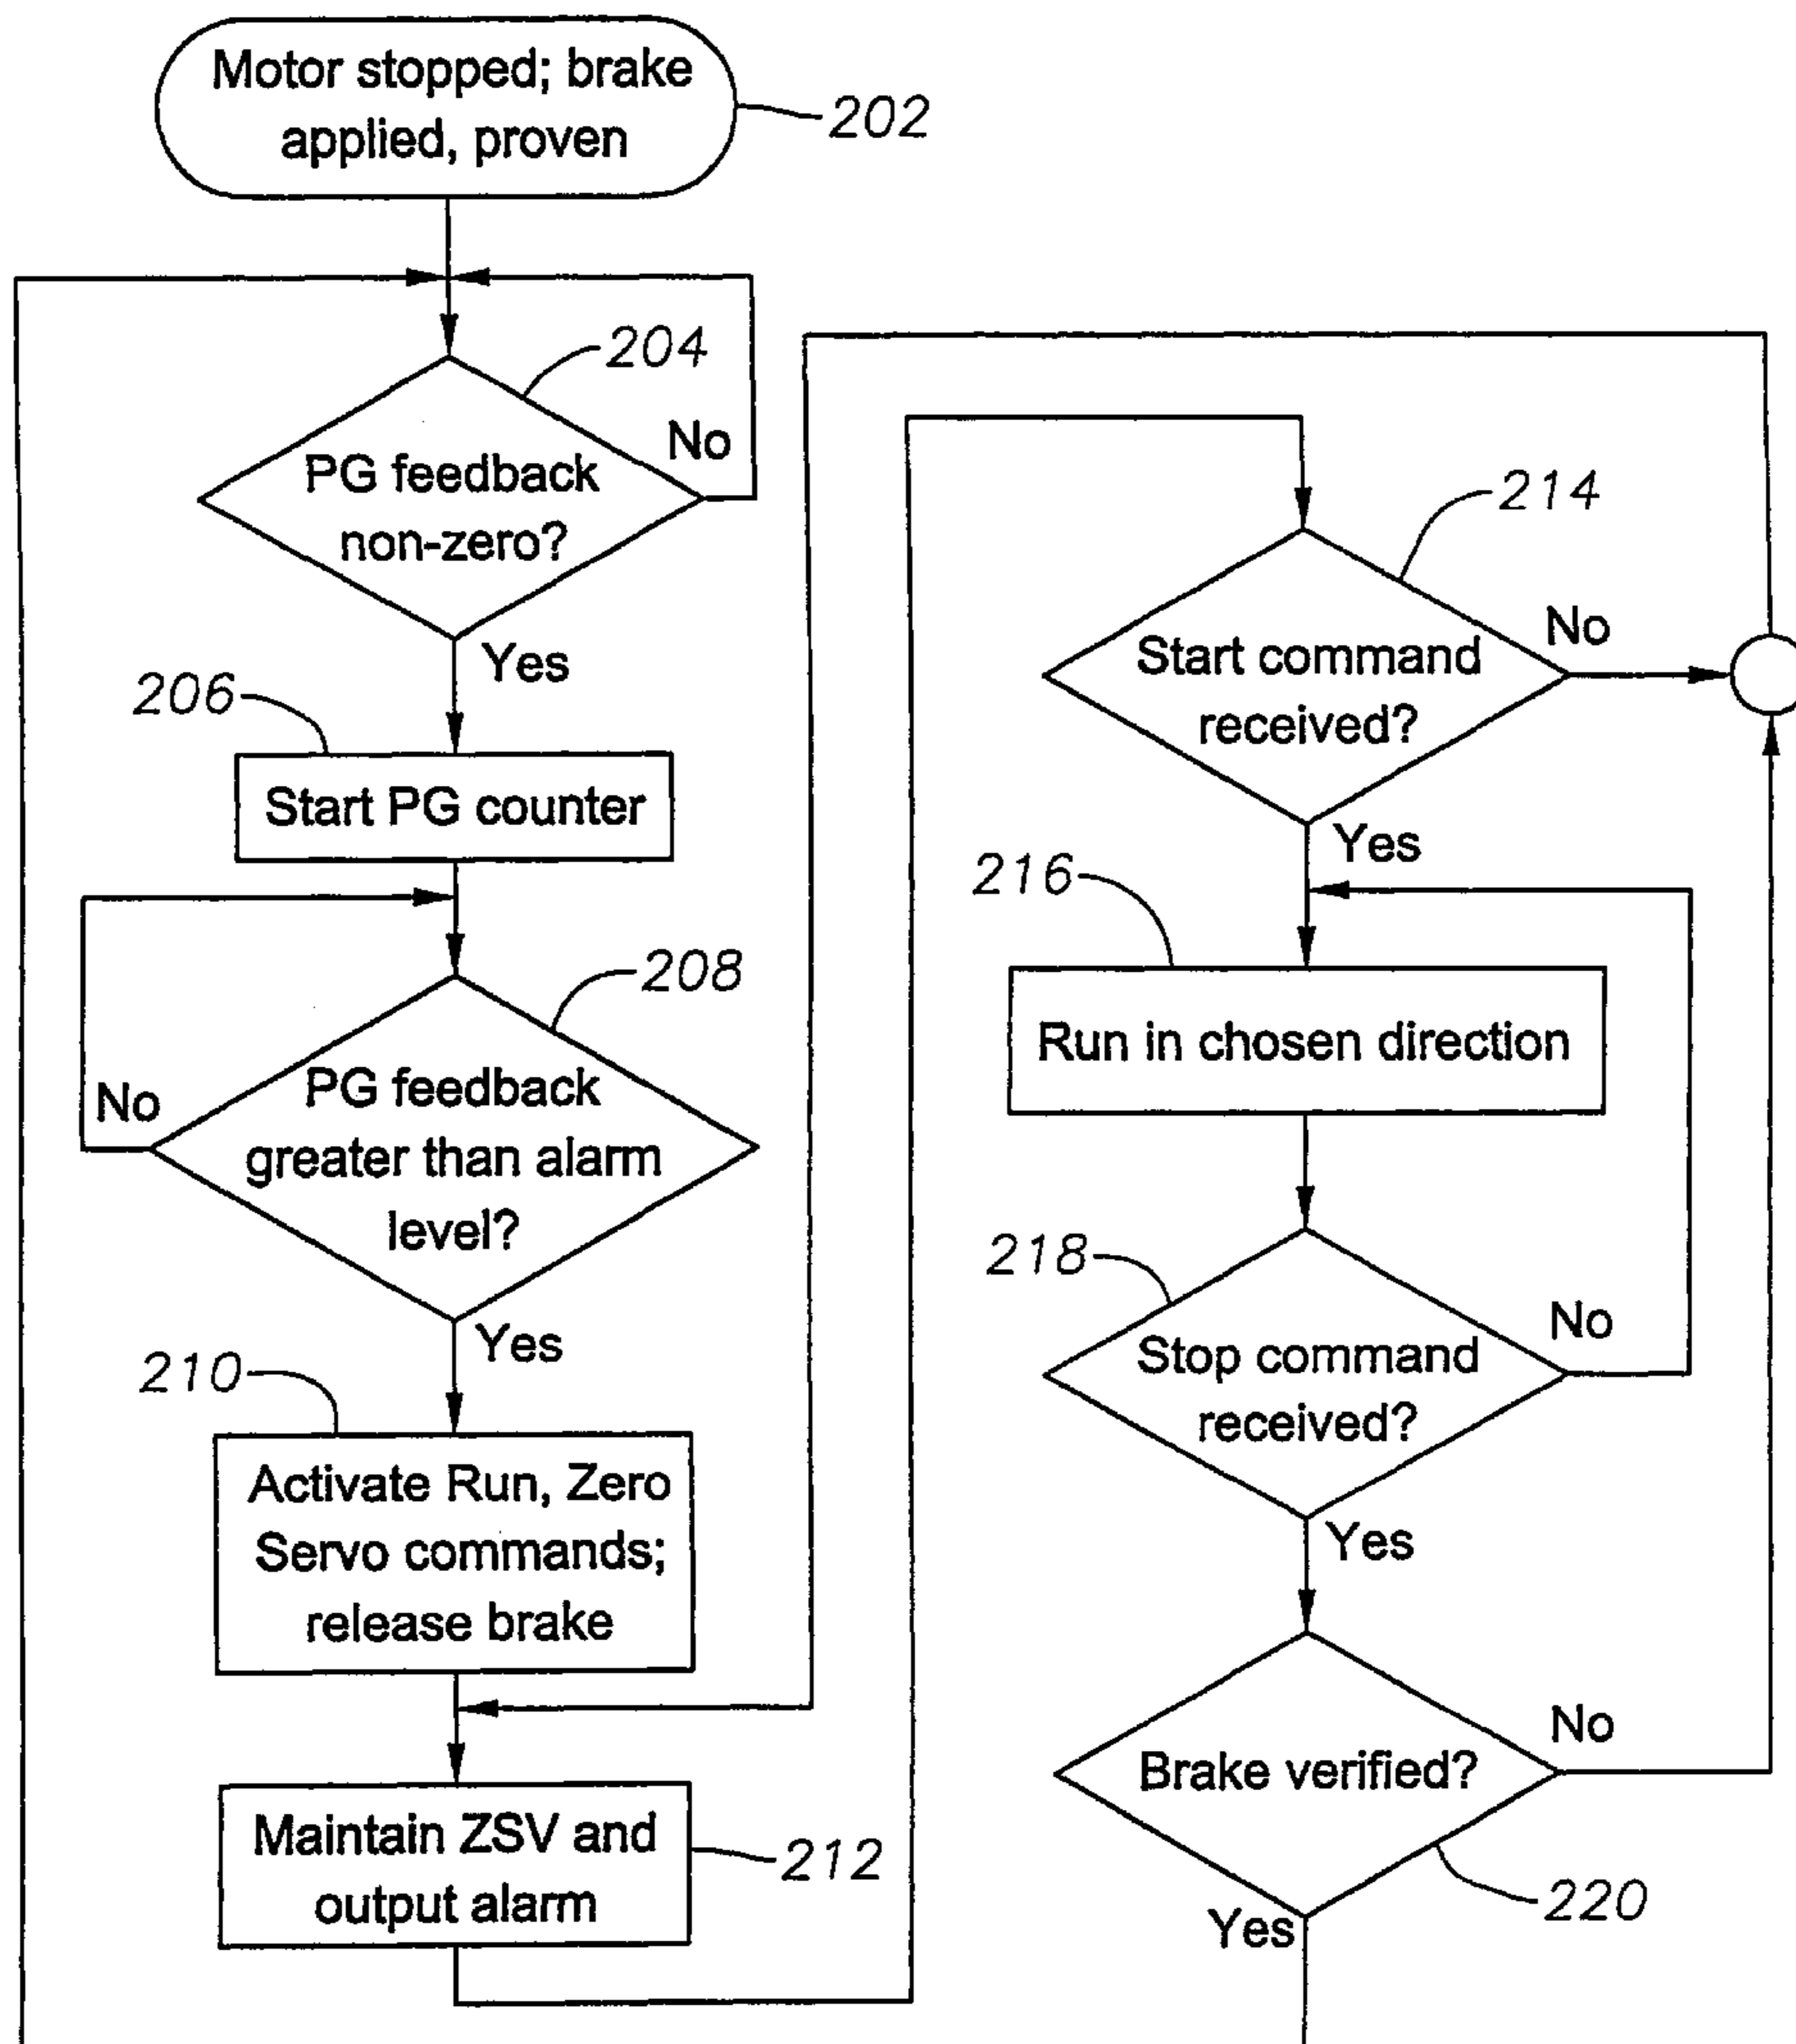 Motor stopped; brake
applied, proven
202
204
No
PG feedback
non-zero?
Yes
206
Start PG counter
208
No
PG feedback
greater than alarm
level?
Yes
210
Activate Run, Zero
Servo commands;
release brake
Maintain ZSV and
output alarm
212
214
No
Start command
received?
Yes
216
Run in chosen direction
218
No
Stop command
received?
Yes
No
Brake verified?
220
Yes